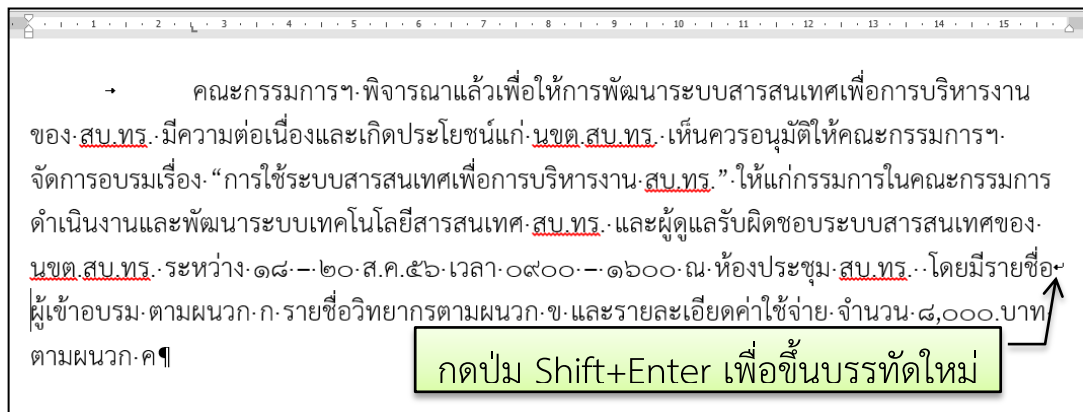 1 2 3 4 5 6 7 8 9 10 11 12 13 14 15
คณะกรรมการฯ พิจารณาแล้วเพื่อให้การพัฒนาระบบสารสนเทศเพื่อการบริหารงาน
ของ สบ.ทร. มีความต่อเนื่องและเกิดประโยชน์แก่ นขต.สบ.ทร. เห็นควรอนุมัติให้คณะกรรมการฯ
จัดการอบรมเรื่อง “การใช้ระบบสารสนเทศเพื่อการบริหารงาน สบ.ทร.” ให้แก่กรรมการในคณะกรรมการ
ดำเนินงานและพัฒนาระบบเทคโนโลยีสารสนเทศ สบ.ทร. และผู้ดูแลรับผิดชอบระบบสารสนเทศของ
นขต.สบ.ทร. ระหว่าง ๑๘ – ๒๐ ส.ค.๕๖ เวลา ๐๙๐๐ – ๑๖๐๐ ณ ห้องประชุม สบ.ทร.  โดยมีรายชื่อ
ผู้เข้าอบรม ตามผนวก ก รายชื่อวิทยากรตามผนวก ข และรายละเอียดค่าใช้จ่าย จำนวน ๘,๐๐๐.บาท
ตามผนวก ค¶
กดปุ่ม Shift+Enter เพื่อขึ้นบรรทัดใหม่